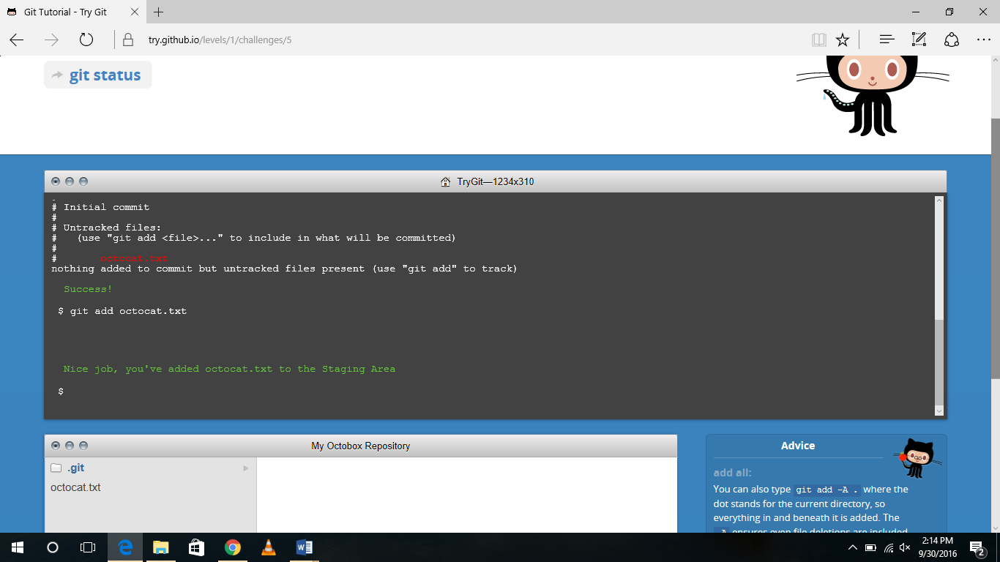 Git Tutorial - Try Git
try.github.io/levels/1/challenges/5
git status
TryGit—1234x310
# Initial commit
#
# Untracked files:
#   (use "git add <file>..." to include in what will be committed)
#
#       octocat.txt
nothing added to commit but untracked files present (use "git add" to track)
Success!
$ git add octocat.txt
Nice job, you've added octocat.txt to the Staging Area
$
My Octobox Repository
.git
octocat.txt
Advice
add all:
You can also type git add -A . where the
dot stands for the current directory, so
everything in and beneath it is added. The
ensures even file deletions are included
2:14 PM
9/30/2016
2